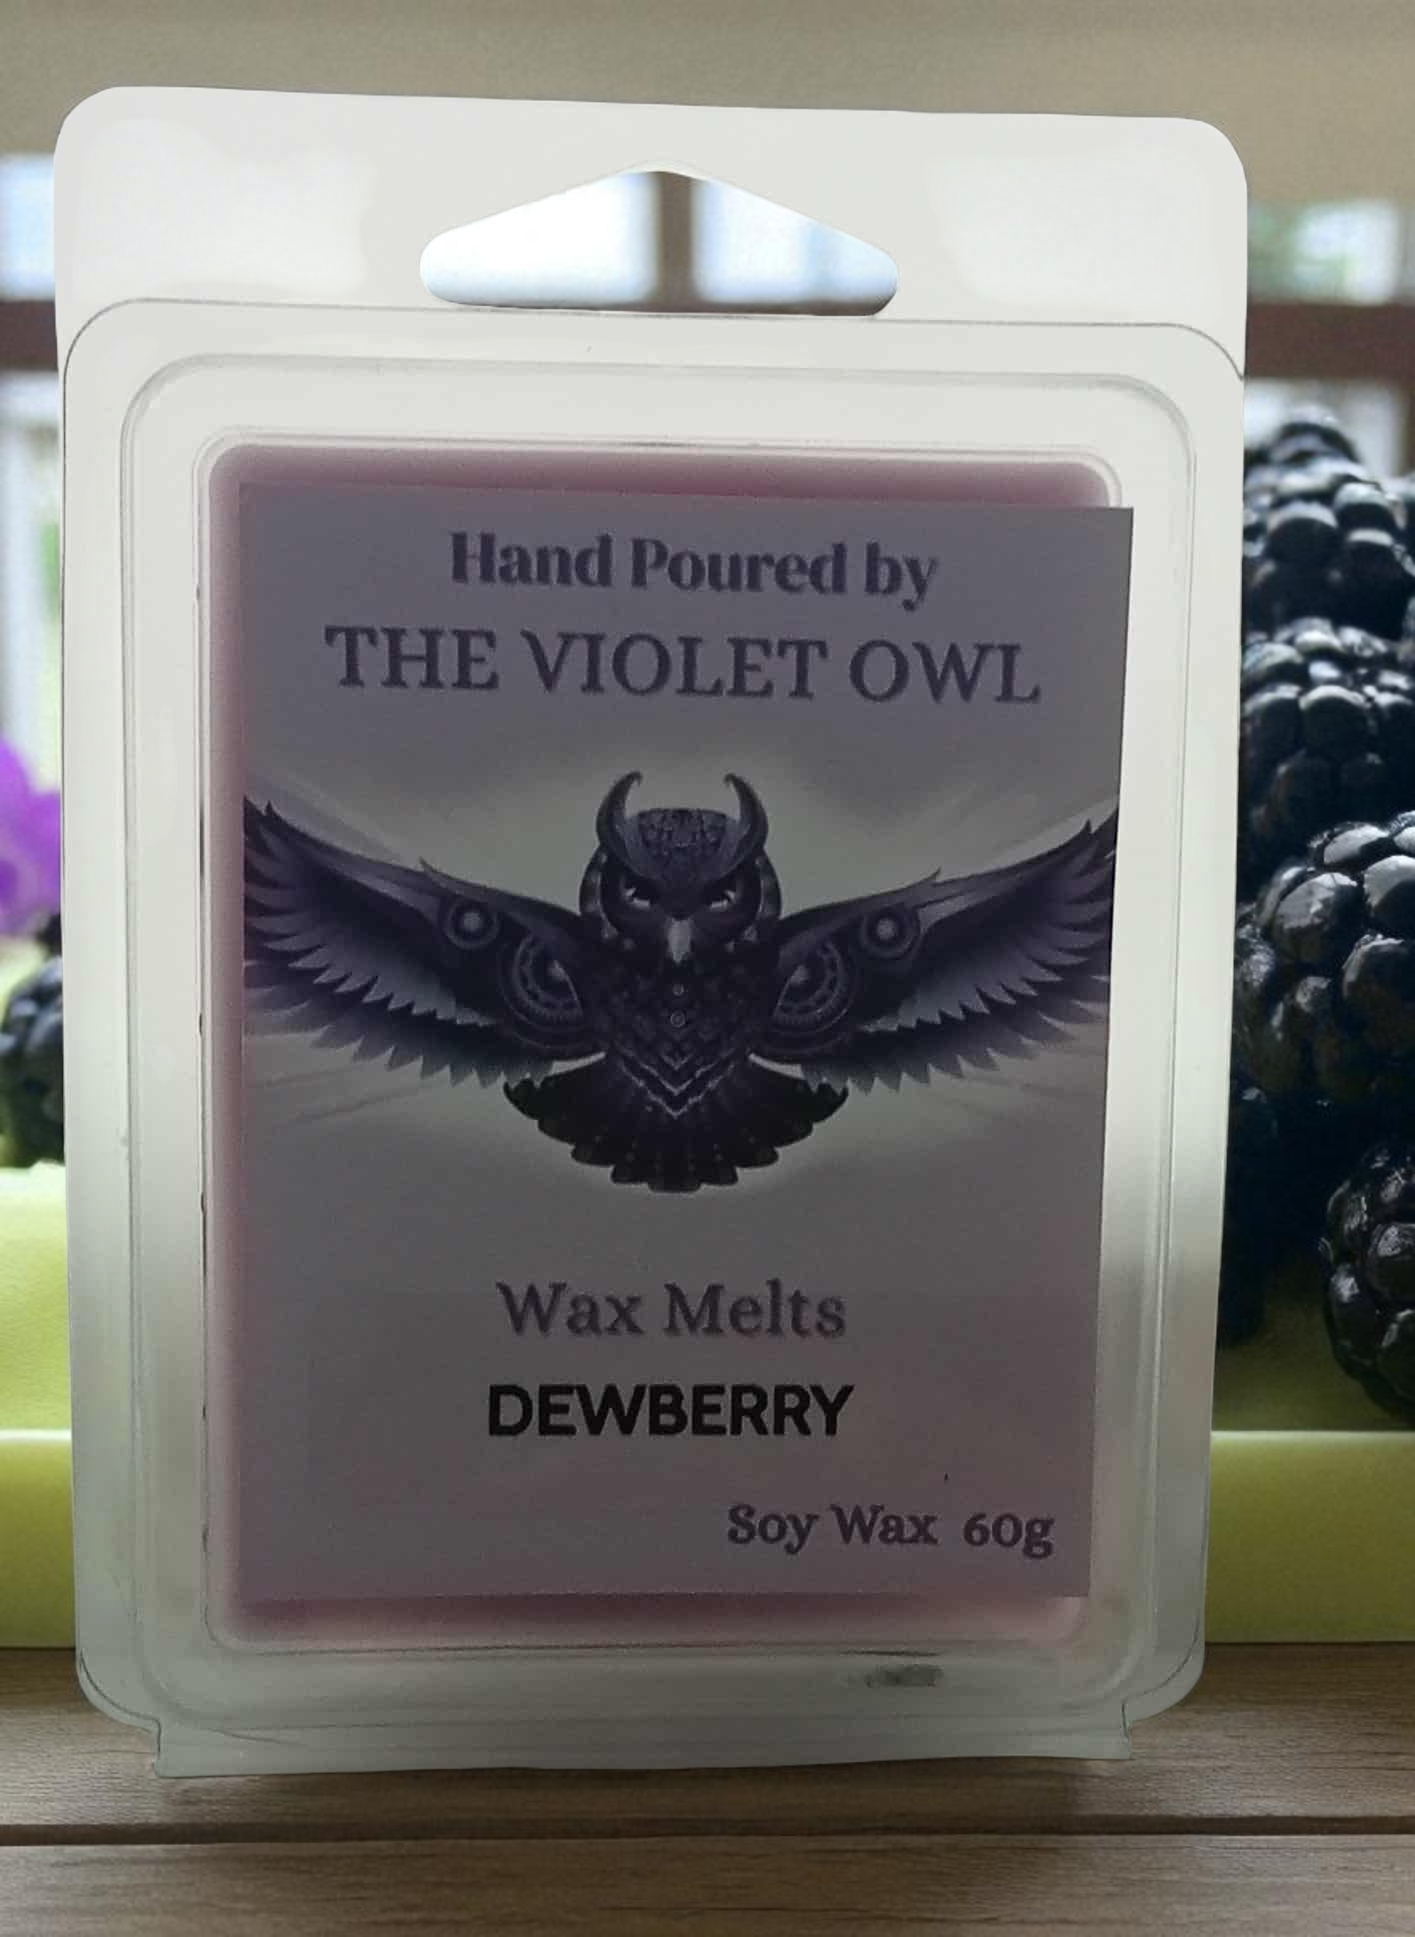 Hand Poured by
THE VIOLET OWL
Wax Melts
DEWBERRY
Soy Wax 60g